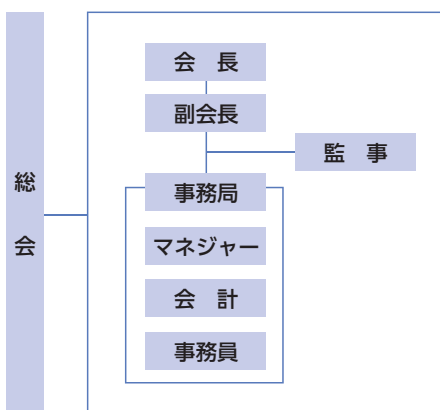 総会
会　長
副会長
監　事
事務局
マネジャー
会　計
事務員